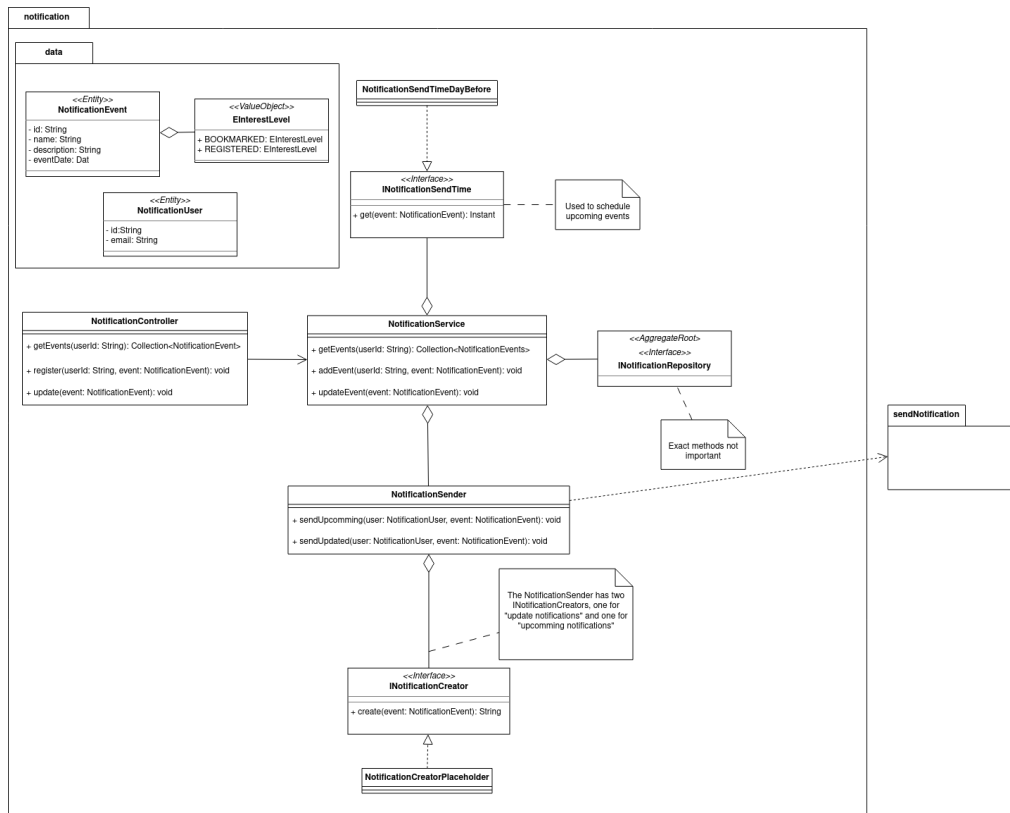 notification
data
<<Entity>>
NotificationEvent
- id: String
- name: String
- description: String
- eventDate: Dat
<<ValueObject>>
EInterestLevel
+ BOOKMARKED: EInterestLevel
+ REGISTERED: EInterestLevel
<<Entity>>
NotificationUser
- id:String
- email: String
NotificationSendTimeDayBefore
<<Interface>>
INotificationSendTime
+ get(event: NotificationEvent): Instant
Used to schedule
upcoming events
NotificationController
+ getEvents(userId: String): Collection<NotificationEvent>
+ register(userId: String, event: NotificationEvent): void
+ update(event: NotificationEvent): void
NotificationService
+ getEvents(userId: String): Collection<NotificationEvents>
+ addEvent(userId: String, event: NotificationEvent): void
+ updateEvent(event: NotificationEvent): void
<<AggregateRoot>
<<Interface>>
INotificationRepository
Exact methods not
important
sendNotification
NotificationSender
+ sendUpcomming(user: NotificationUser, event: NotificationEvent): void
+ sendUpdated(user: NotificationUser, event: NotificationEvent): void
The NotificationSender has two
INotificationCreators, one for
"update notifications" and one for
"upcomming notifications"
<<Interface>>
INotificationCreator
+ create(event: NotificationEvent): String
NotificationCreatorPlaceholder